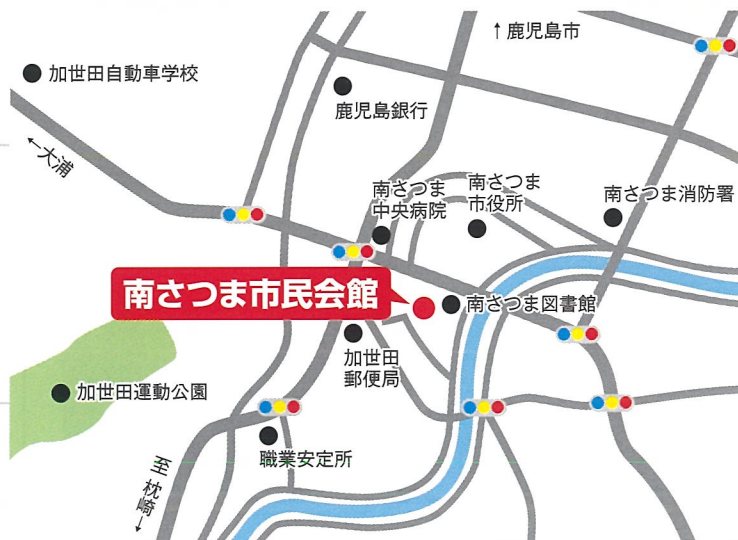 ↑鹿児島市
加世田自動車学校
鹿児島銀行
←大浦
南さつま
中央病院
南さつま
市役所
南さつま消防署
南さつま市民会館
南さつま図書館
加世田
郵便局
加世田運動公園
職業安定所
至枕崎→